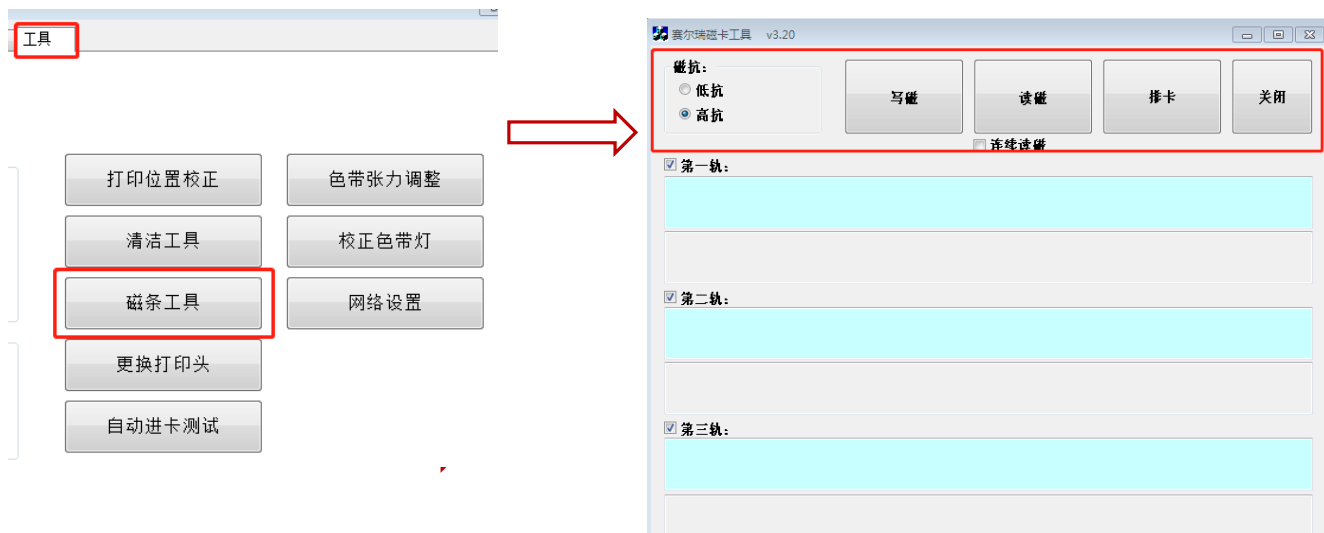 工具
打印位置校正
色带张力调整
清洁工具
校正色带灯
磁条工具
网络设置
更换打印头
自动进卡测试
赛尔瑞磁卡工具 v3.20
磁抗：
低抗
高抗
写磁
读磁
排卡
关闭
连续读磁
第一轨：
第二轨：
第三轨：